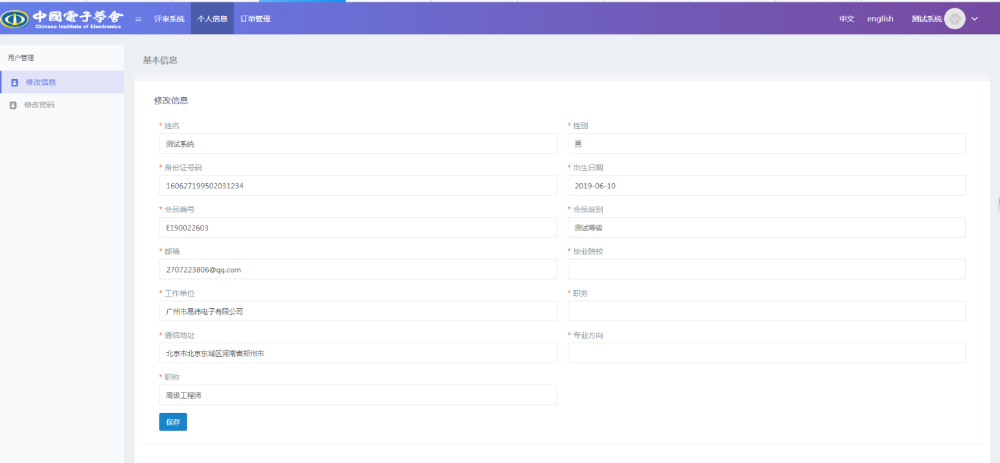 中國電子學會
Chinese Institute of Electronics
评审系统 个人信息 订单管理
中文 english 测试系统
用户管理
修改信息
修改密码
基本信息
修改信息
* 姓名 * 性别
测试系统 男
* 身份证号码 * 出生日期
160627199502031234 2019-06-10
* 会员编号 * 会员级别
E190022603 测试等级
* 邮箱 * 毕业院校
2707223806@qq.com
* 工作单位 * 职务
广州市易纬电子有限公司
* 通信地址 * 专业方向
北京市北京东城区河南省郑州市
* 职称
高级工程师
保存